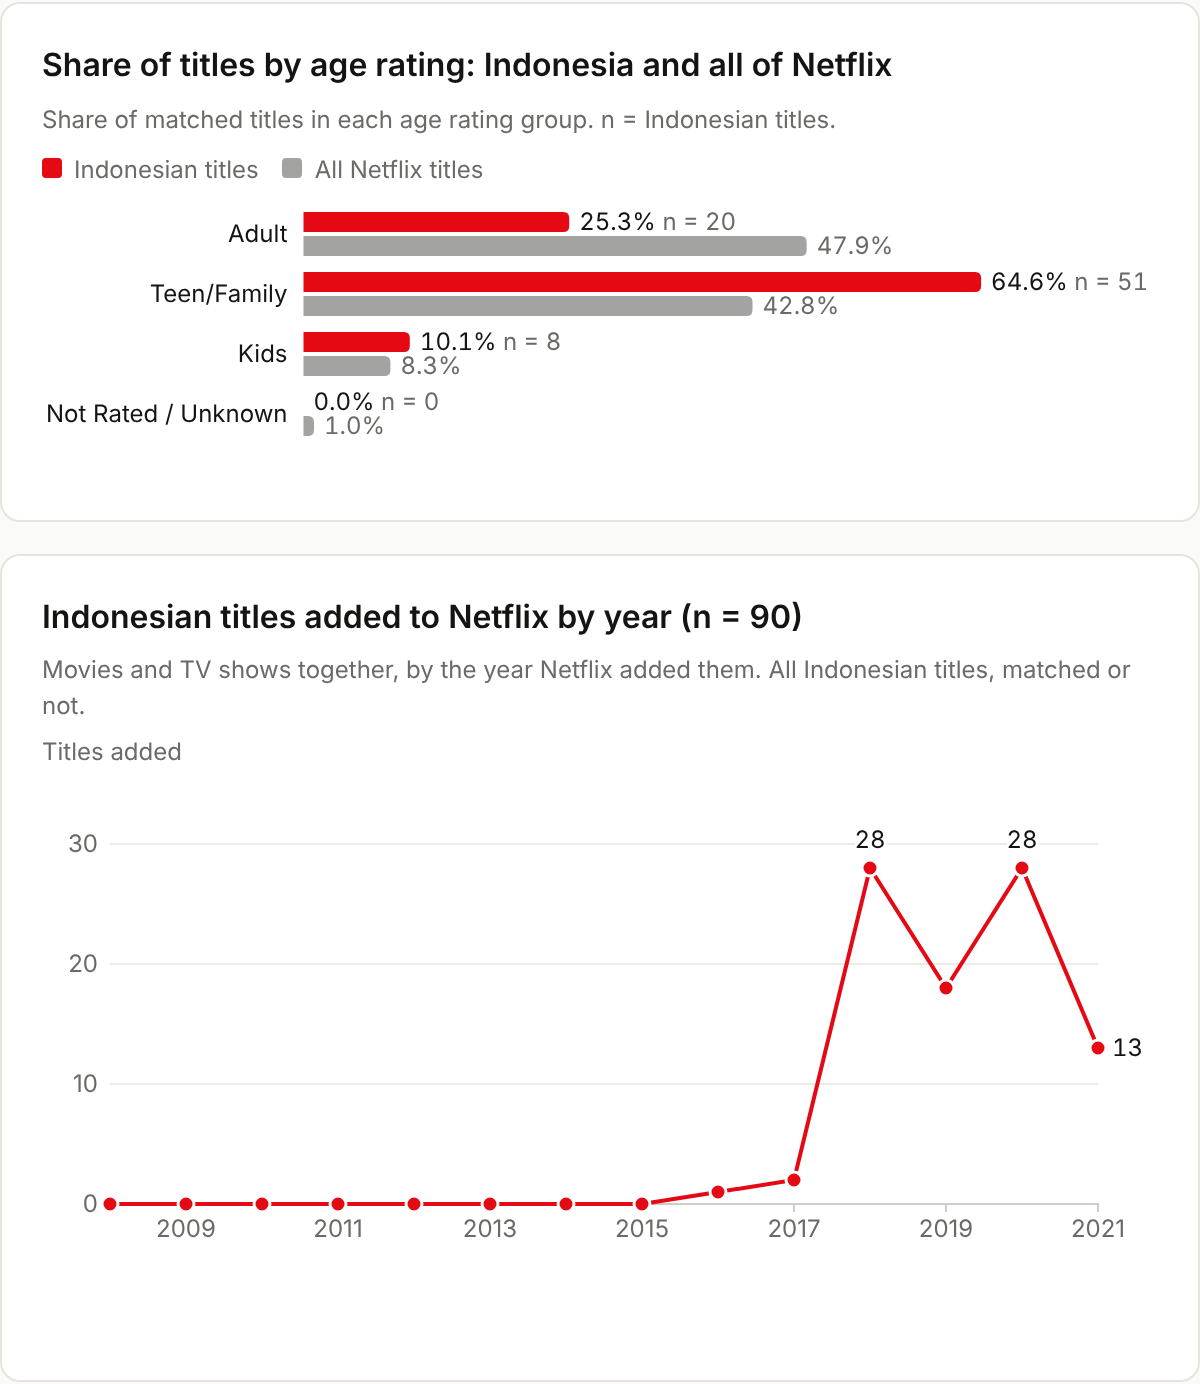 Share of titles by age rating: Indonesia and all of Netflix
Share of matched titles in each age rating group. n = Indonesian titles.
Indonesian titles All Netflix titles
Adult 25.3% n = 20
47.9%
Teen/Family 64.6% n = 51
42.8%
Kids 10.1% n = 8
8.3%
Not Rated / Unknown 0.0% n = 0
1.0%
Indonesian titles added to Netflix by year (n = 90)
Movies and TV shows together, by the year Netflix added them. All Indonesian titles, matched or
not.
Titles added
30
28 28
20
13
10
0
2009 2011 2013 2015 2017 2019 2021